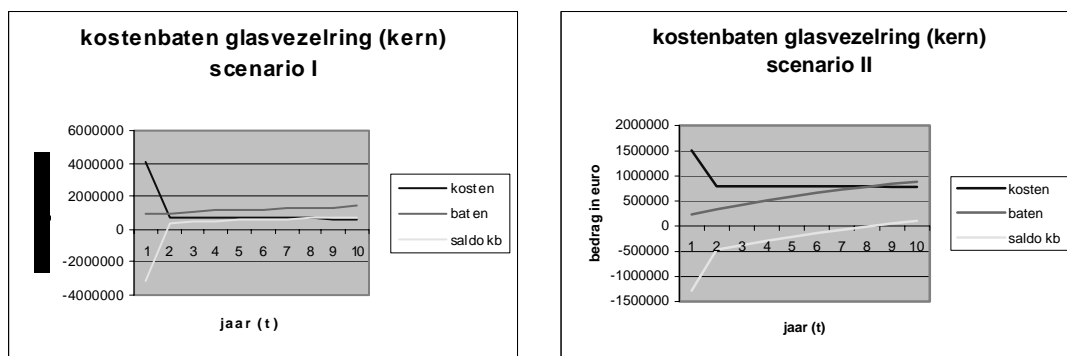 kostenbaten glasvezelring (kern)
scenario I
6000000
4000000
2000000
0
-2000000
-4000000
1 2 3 4 5 6 7 8 9 10
jaar (t)
kosten
baten
saldo kb
kostenbaten glasvezelring (kern)
scenario II
bedrag in euro
2000000
1500000
1000000
500000
0
-500000
-1000000
-1500000
1 2 3 4 5 6 7 8 9 10
jaar (t)
kosten
baten
saldo kb